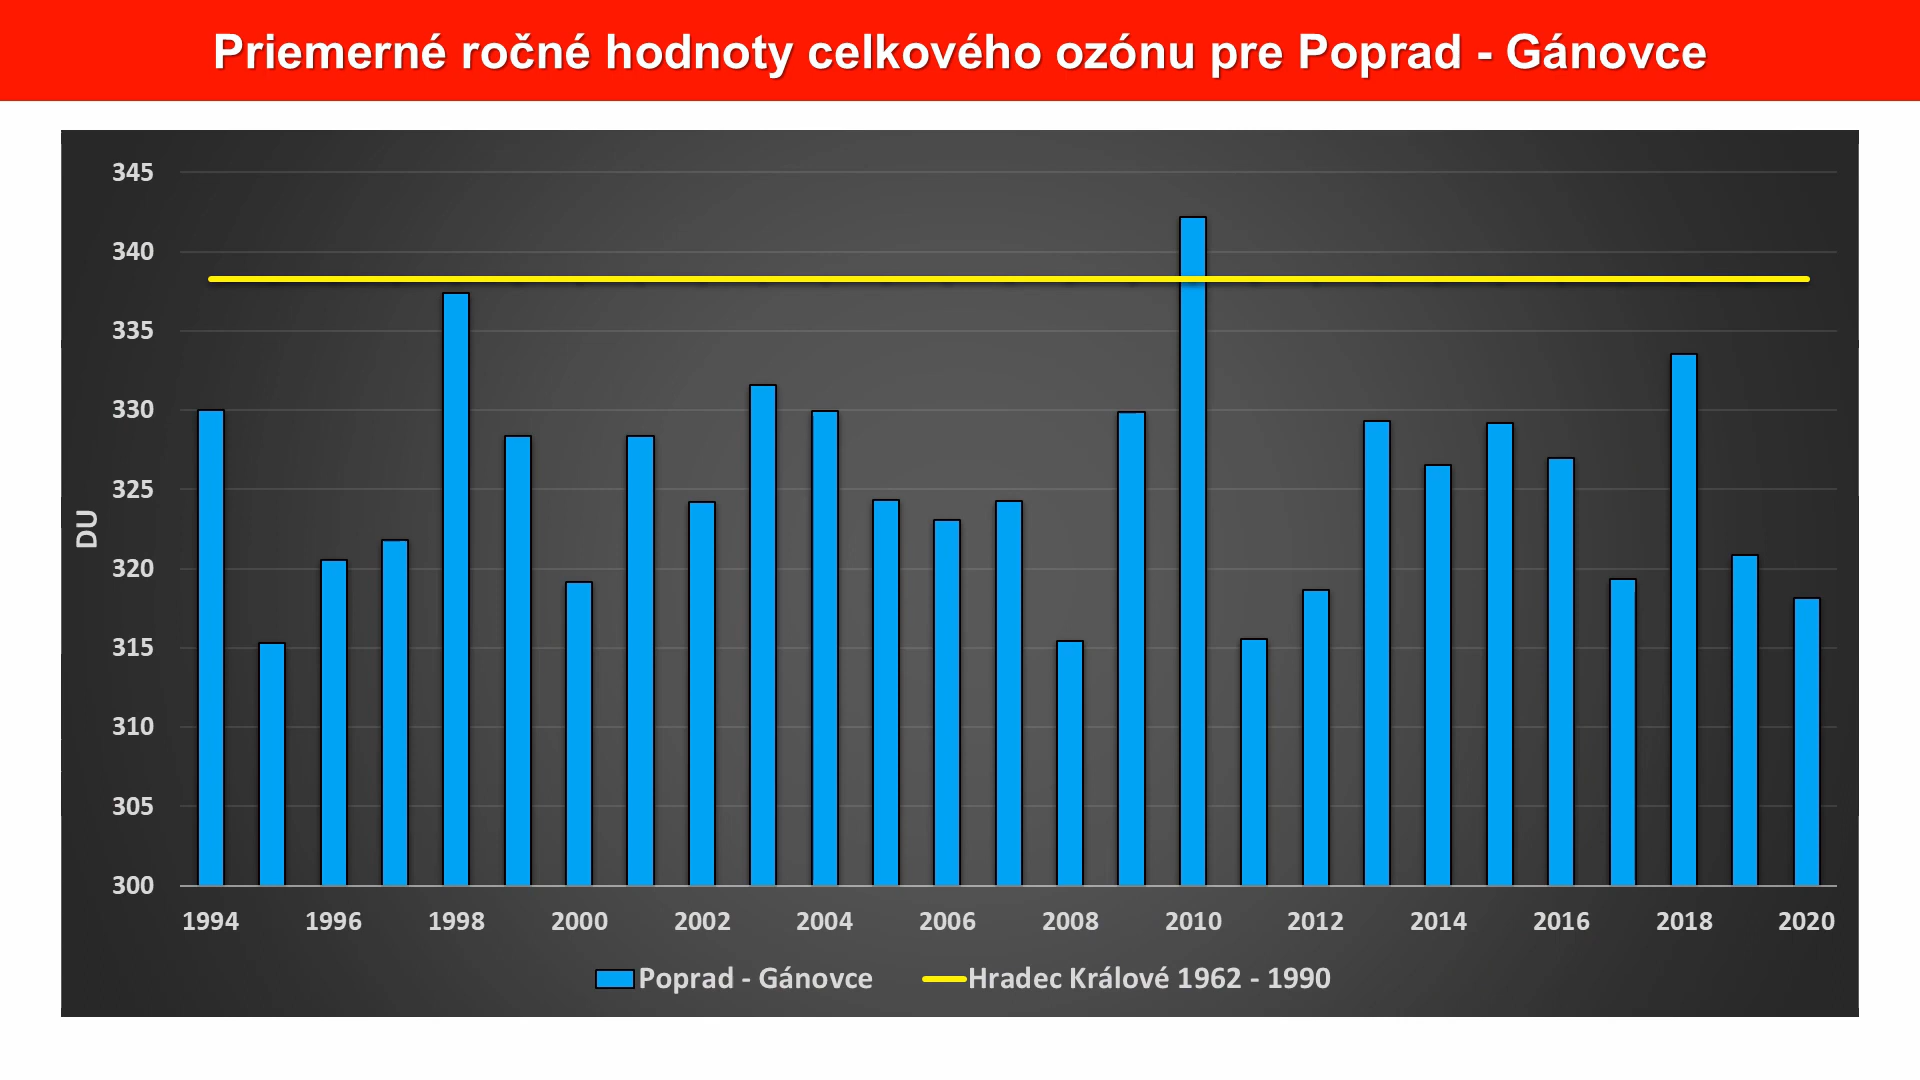 Priemerné ročné hodnoty celkového ozónu pre Poprad - Gánovce
345
340
335
330
325
320
315
310
305
300
DU
1994 1996 1998 2000 2002 2004 2006 2008 2010 2012 2014 2016 2018 2020
Poprad - Gánovce Hradec Králové 1962 - 1990